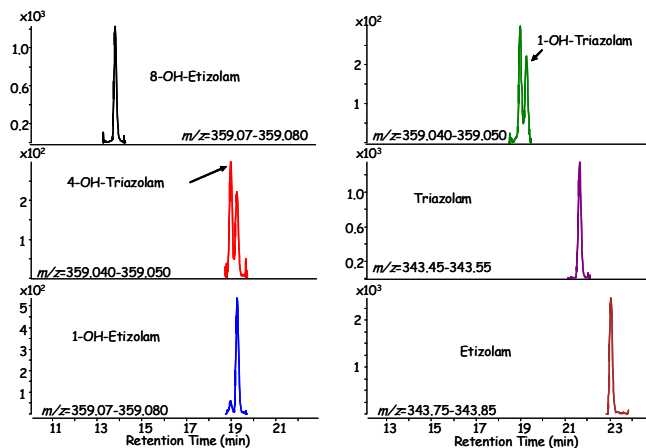 x10³
1.0
0.6
0.2
8-OH-Etizolam
m/z=359.07-359.080
x10²
2
1
4-OH-Triazolam
m/z=359.040-359.050
x10²
5
4
3
2
1
1-OH-Etizolam
m/z=359.07-359.080
11 13 15 17 19 21
Retention Time (min)
x10²
2
1
1-OH-Triazolam
m/z=359.040-359.050
x10³
1.0
0.6
0.2
Triazolam
m/z=343.45-343.55
x10³
2
1
0
Etizolam
m/z=343.75-343.85
13 15 17 19 21 23
Retention Time (min)